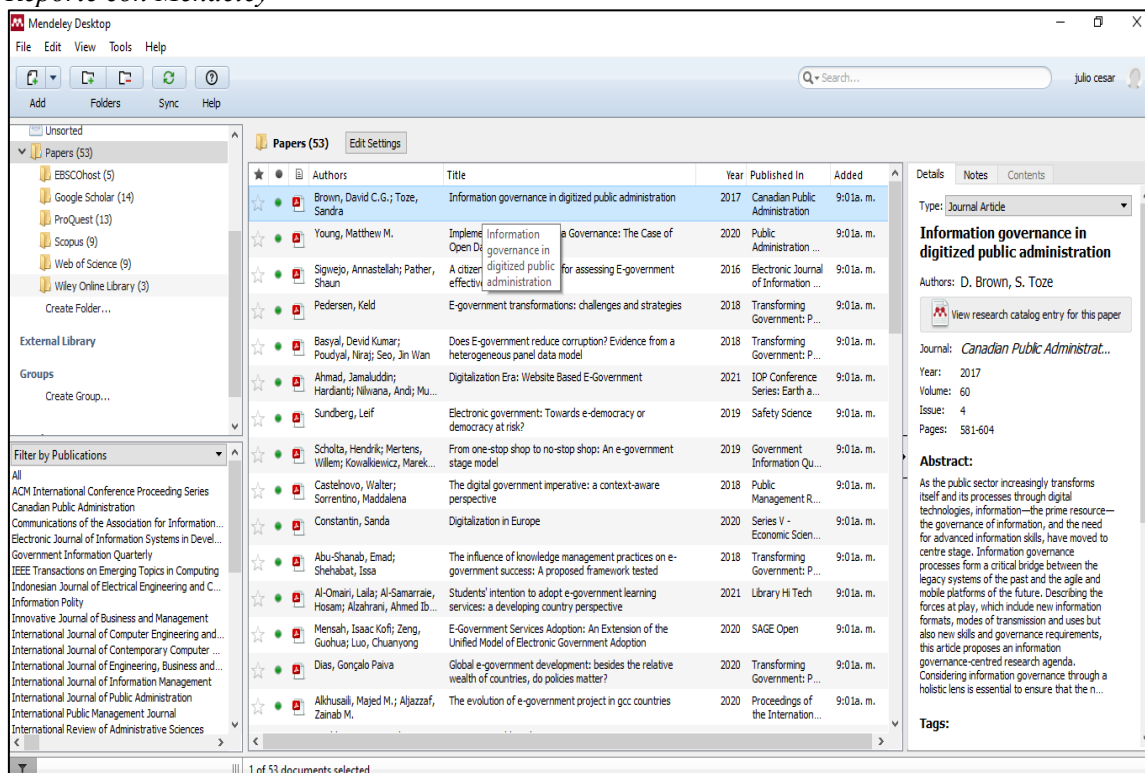 Reporte con Mendeley
Mendeley Desktop
File Edit View Tools Help
Search...
julio cesar
Add Folders Sync Help
Unsorted
Papers (53)
EBSCOhost (5)
Google Scholar (14)
ProQuest (13)
Scopus (9)
Web of Science (9)
Wiley Online Library (3)
Create Folder...
External Library
Groups
Create Group...
Filter by Publications
All
ACM International Conference Proceeding Series
Canadian Public Administration
Communications of the Association for Information...
Electronic Journal of Information Systems in Devel...
Government Information Quarterly
IEEE Transactions on Emerging Topics in Computing
Indonesian Journal of Electrical Engineering and C...
Information Polity
Innovative Journal of Business and Management
International Journal of Computer Engineering and...
International Journal of Contemporary Computer ...
International Journal of Engineering, Business and...
International Journal of Information Management
International Journal of Public Administration
International Public Management Journal
International Review of Administrative Sciences
Papers (53) Edit Settings
Authors Title Year Published In Added
Brown, David C.G.; Toze, Information governance in digitized public administration 2017 Canadian Public 9:01a. m.
Sandra Administration
Young, Matthew M. Impleme a Governance: The Case of 2020 Public 9:01a. m.
Open Da Administration ...
Information
governance in
digitized public
administration
Sigwejo, Annastellah; Pather, A citizen for assessing E-government 2016 Electronic Journal 9:01a. m.
Shaun effective of Information ...
Pedersen, Keld E-government transformations: challenges and strategies 2018 Transforming 9:01a. m.
Government: P...
Basyal, Devid Kumar; Does E-government reduce corruption? Evidence from a 2018 Transforming 9:01a. m.
Poudyal, Niraj; Seo, Jin Wan heterogeneous panel data model Government: P...
Ahmad, Jamaluddin; Digitalization Era: Website Based E-Government 2021 IOP Conference 9:01a. m.
Hardianti; Nilwana, Andi; Mu... Series: Earth a...
Sundberg, Leif Electronic government: Towards e-democracy or 2019 Safety Science 9:01a. m.
democracy at risk?
Scholta, Hendrik; Mertens, From one-stop shop to no-stop shop: An e-government 2019 Government 9:01a. m.
Willem; Kowalkiewicz, Marek... stage model Information Qu...
Castelnovo, Walter; The digital government imperative: a context-aware 2018 Public 9:01a. m.
Sorrentino, Maddalena perspective Management R...
Constantin, Sanda Digitalization in Europe 2020 Series V - 9:01a. m.
Economic Scien...
Abu-Shanab, Emad; The influence of knowledge management practices on e- 2018 Transforming 9:01a. m.
Shehabat, Issa government success: A proposed framework tested Government: P...
Al-Omairi, Laila; Al-Samarraie, Students' intention to adopt e-government learning 2021 Library Hi Tech 9:01a. m.
Hosam; Alzahrani, Ahmed Ib... services: a developing country perspective
Mensah, Isaac Kofi; Zeng, E-Government Services Adoption: An Extension of the 2020 SAGE Open 9:01a. m.
Guohua; Luo, Chuanyong Unified Model of Electronic Government Adoption
Dias, Gonçalo Paiva Global e-government development: besides the relative 2020 Transforming 9:01a. m.
wealth of countries, do policies matter? Government: P...
Alkhusaili, Majed M.; Aljazzaf, The evolution of e-government project in gcc countries 2020 Proceedings of 9:01a. m.
Zainab M. the Internation...
1 of 53 documents selected
Details Notes Contents
Type: Journal Article
Information governance in
digitized public administration
Authors: D. Brown, S. Toze
View research catalog entry for this paper
Journal: Canadian Public Administrat...
Year: 2017
Volume: 60
Issue: 4
Pages: 581-604
Abstract:
As the public sector increasingly transforms
itself and its processes through digital
technologies, information—the prime resource—
the governance of information, and the need
for advanced information skills, have moved to
centre stage. Information governance
processes form a critical bridge between the
legacy systems of the past and the agile and
mobile platforms of the future. Describing the
forces at play, which include new information
formats, modes of transmission and uses but
also new skills and governance requirements,
this article proposes an information
governance-centred research agenda.
Considering information governance through a
holistic lens is essential to ensure that the n...
Tags: